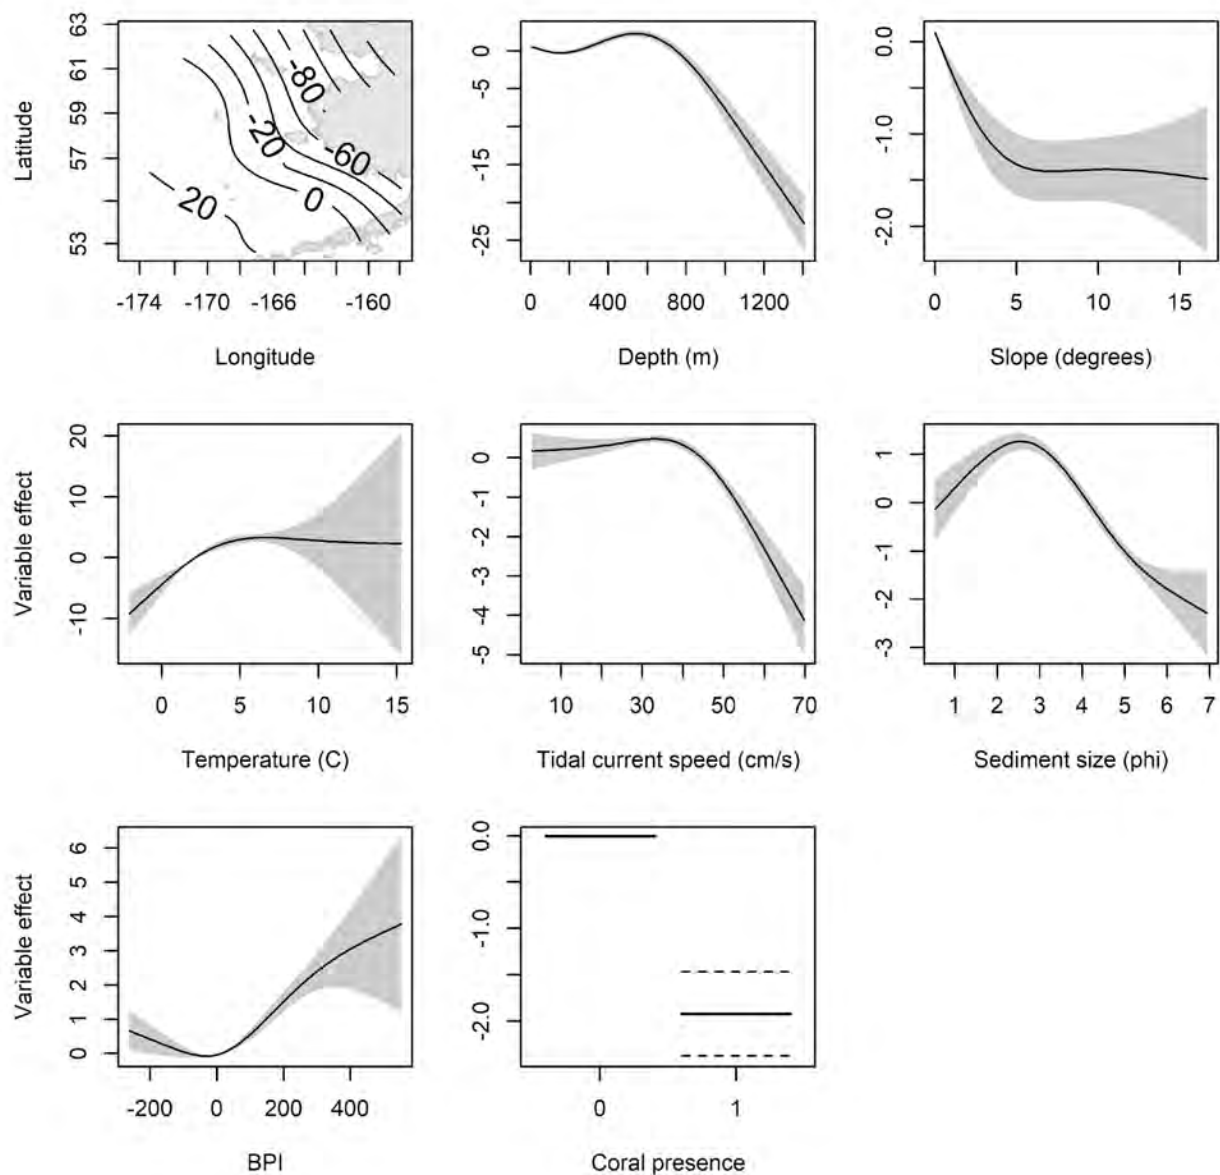 63
61
59
57
53
Latitude
-80
-20
-60
0
20
-174 -170 -166 -160
Longitude
0
-5
-15
-25
0 400 800 1200
Depth (m)
0.0
-1.0
-2.0
0 5 10 15
Slope (degrees)
Variable effect
20
10
0
-10
0 5 10 15
Temperature (C)
0
-1
-2
-3
-4
-5
10 30 50 70
Tidal current speed (cm/s)
1
0
-1
-2
-3
1 2 3 4 5 6 7
Sediment size (phi)
Variable effect
6
5
4
3
2
1
0
-200 0 200 400
BPI
0.0
-1.0
-2.0
0 1
Coral presence